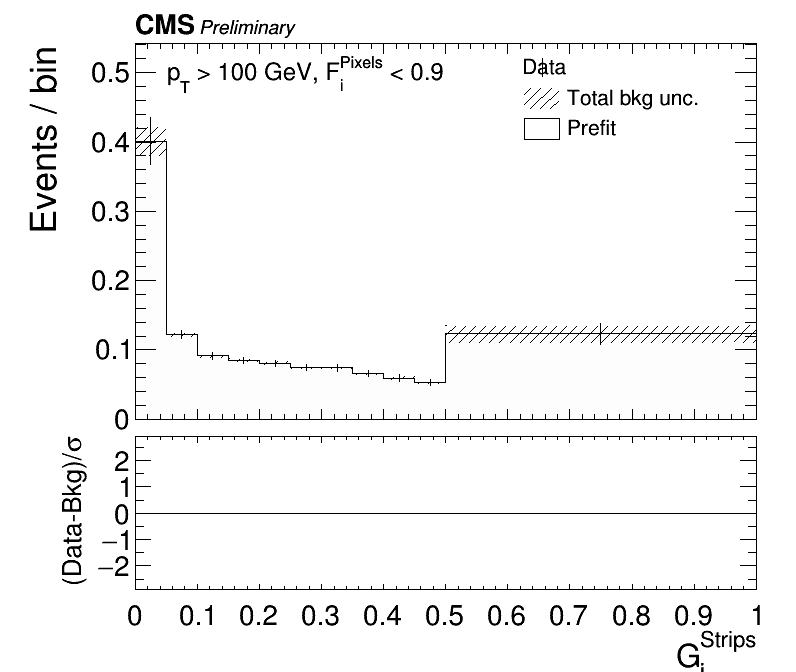 CMS Preliminary
p_T > 100 GeV, F_i^Pixels < 0.9
Data
Total bkg unc.
Prefit
Events / bin
0.5
0.4
0.3
0.2
0.1
0
(Data-Bkg)/σ
2
1
0
−1
−2
0 0.1 0.2 0.3 0.4 0.5 0.6 0.7 0.8 0.9 1
G_i^Strips